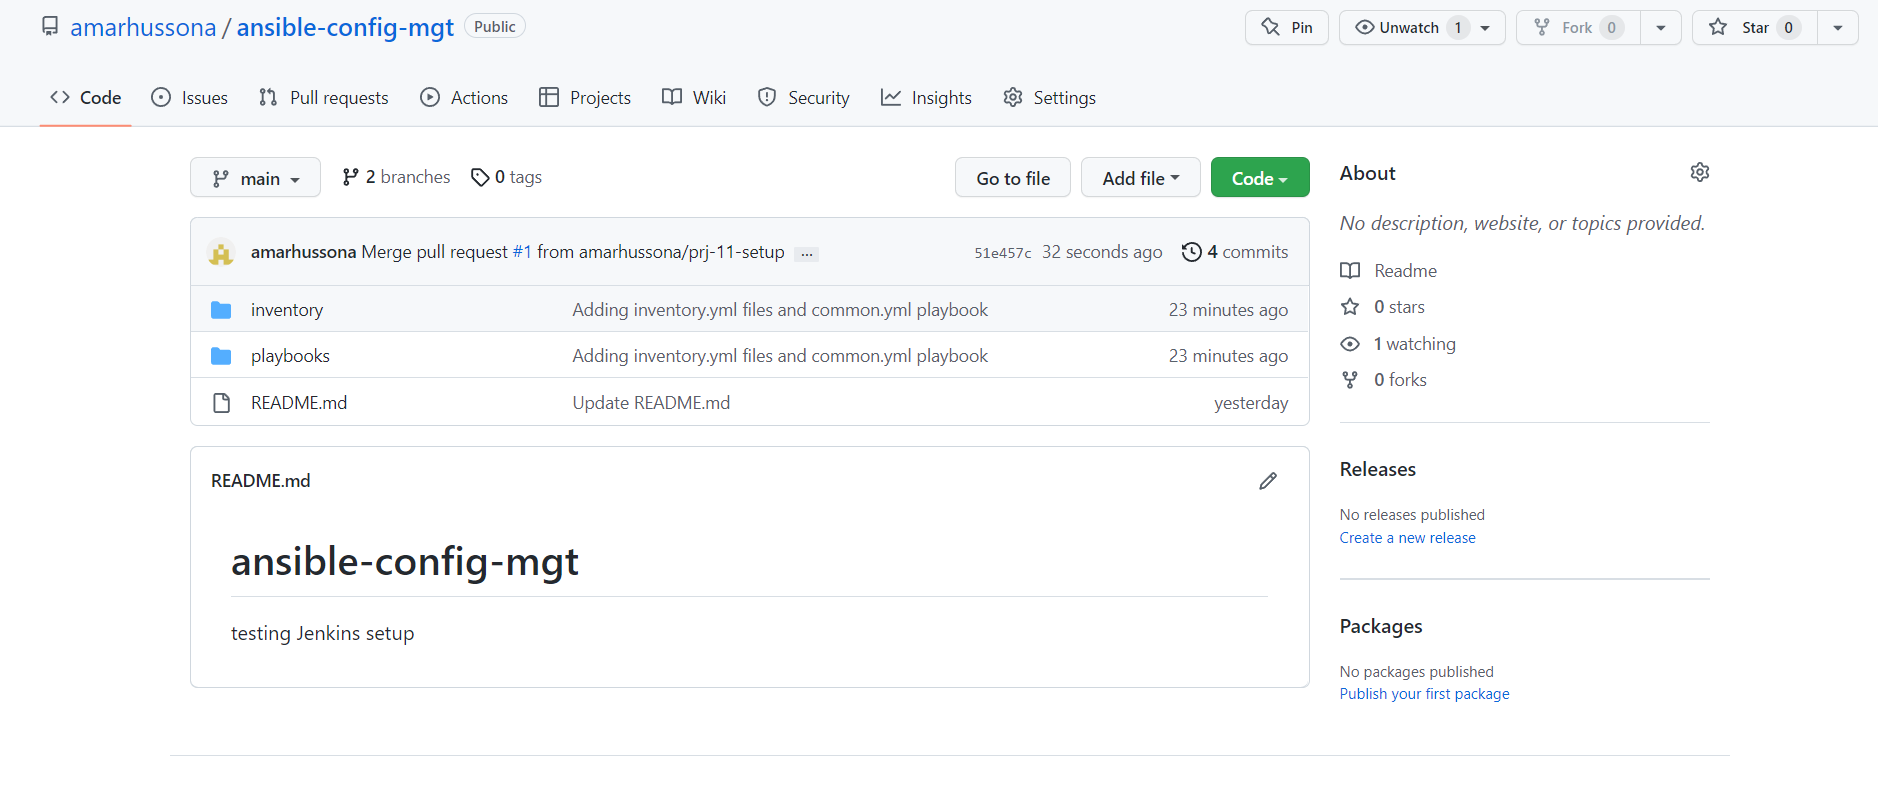 amarhussona / ansible-config-mgt Public
Pin Unwatch 1 Fork 0 Star 0
Code Issues Pull requests Actions Projects Wiki Security Insights Settings
main 2 branches 0 tags Go to file Add file Code
amarhussona Merge pull request #1 from amarhussona/prj-11-setup ... 51e457c 32 seconds ago 4 commits
inventory Adding inventory.yml files and common.yml playbook 23 minutes ago
playbooks Adding inventory.yml files and common.yml playbook 23 minutes ago
README.md Update README.md yesterday
README.md
ansible-config-mgt
testing Jenkins setup
About
No description, website, or topics provided.
Readme
0 stars
1 watching
0 forks
Releases
No releases published
Create a new release
Packages
No packages published
Publish your first package